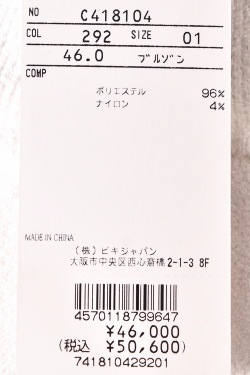 NO C418104
COL 292 SIZE 01
46.0 ブルゾン
COMP
ポリエステル 96%
ナイロン 4%
MADE IN CHINA
(株)ピキジャパン
大阪市中央区西心斎橋2-1-3 8F
4570118799647
¥46,000
(税込 ¥50,600)
741810429201